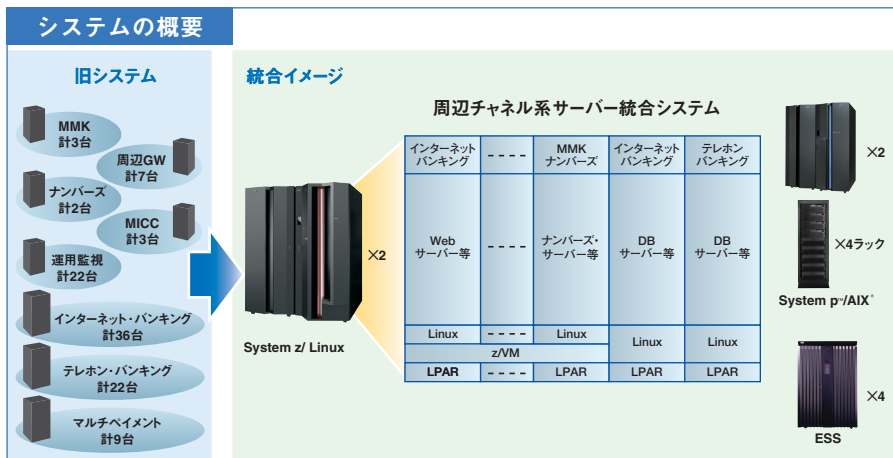 システムの概要
旧システム
MMK
計3台
周辺GW
計7台
ナンバーズ
計2台
MICC
計3台
運用監視
計22台
インターネット・バンキング
計36台
テレホン・バンキング
計22台
マルチペイメント
計9台
統合イメージ
周辺チャネル系サーバー統合システム
×2
System z/ Linux
インターネット
バンキング
- - - -
MMK
ナンバーズ
インターネット
バンキング
テレホン
バンキング
Web
サーバー等
- - - -
ナンバーズ・
サーバー等
DB
サーバー等
DB
サーバー等
Linux
- - - -
Linux
Linux
Linux
z/VM
LPAR
- - - -
LPAR
LPAR
LPAR
×2
×4ラック
System p™/AIX®
×4
ESS